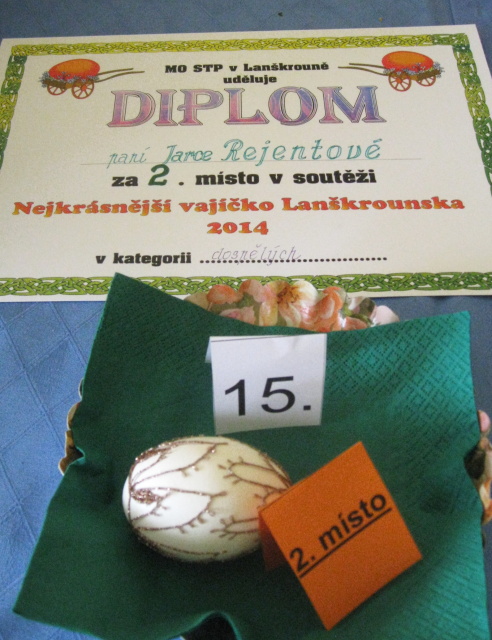 MO STP v Lanškrouně
uděluje
DIPLOM
paní Jarce Rejentové
za 2. místo v soutěži
Nejkrásnější vajíčko Lanškrounska
2014
v kategorii dospělých
15.
2. místo